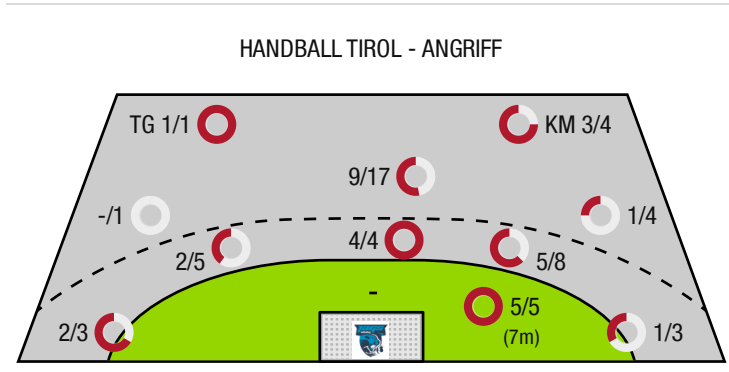 HANDBALL TIROL - ANGRIFF
TG 1/1
KM 3/4
9/17
-/1
1/4
2/5
4/4
5/8
-
5/5
(7m)
2/3
1/3